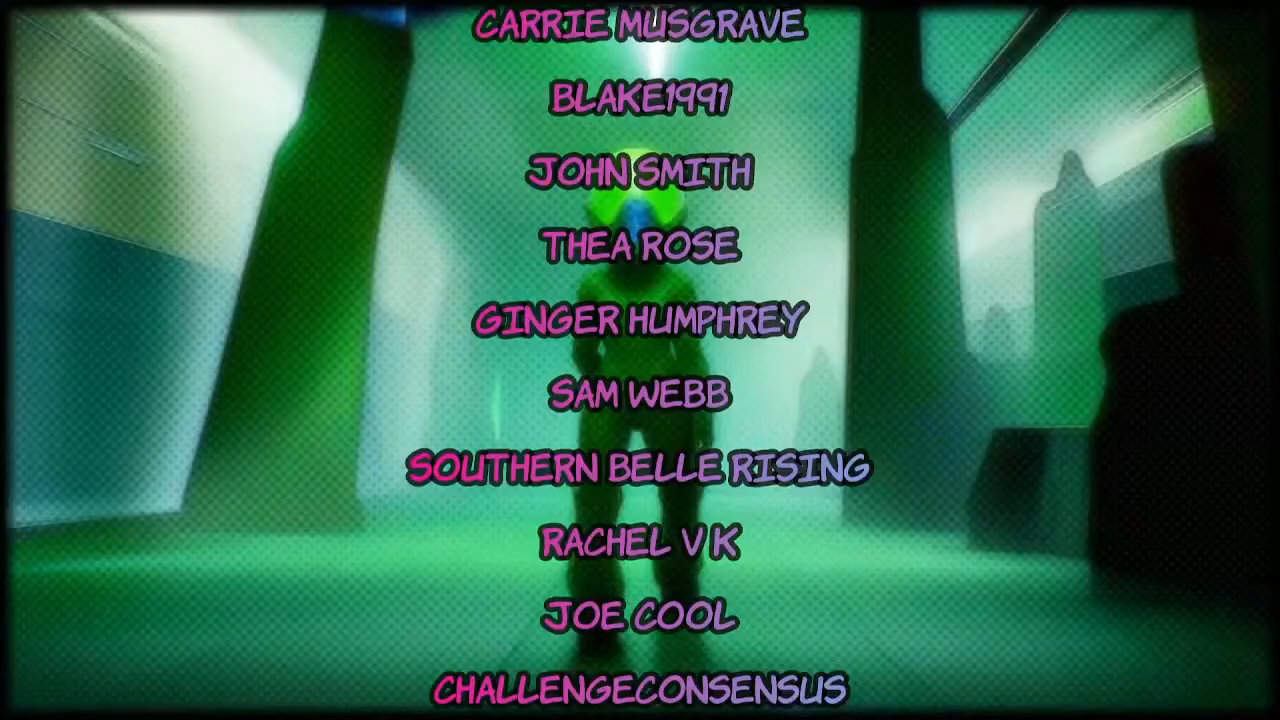 CARRIE MUSGRAVE
BLAKE1991
JOHN SMITH
THEA ROSE
GINGER HUMPHREY
SAM WEBB
SOUTHERN BELLE RISING
RACHEL V K
JOE COOL
CHALLENGECONSENSUS